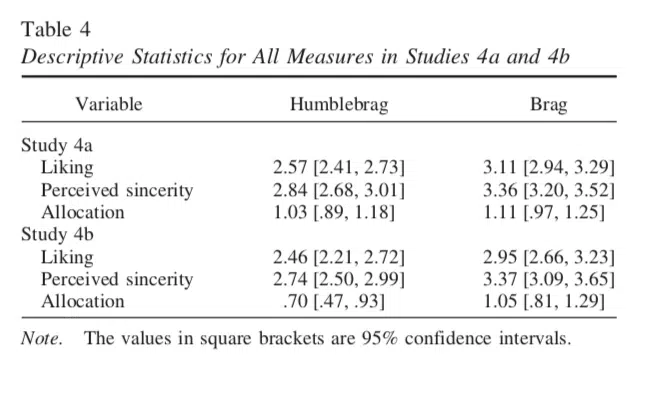 Table 4
Descriptive Statistics for All Measures in Studies 4a and 4b
Variable Humblebrag Brag
Study 4a
Liking 2.57 [2.41, 2.73] 3.11 [2.94, 3.29]
Perceived sincerity 2.84 [2.68, 3.01] 3.36 [3.20, 3.52]
Allocation 1.03 [.89, 1.18] 1.11 [.97, 1.25]
Study 4b
Liking 2.46 [2.21, 2.72] 2.95 [2.66, 3.23]
Perceived sincerity 2.74 [2.50, 2.99] 3.37 [3.09, 3.65]
Allocation .70 [.47, .93] 1.05 [.81, 1.29]
Note. The values in square brackets are 95% confidence intervals.